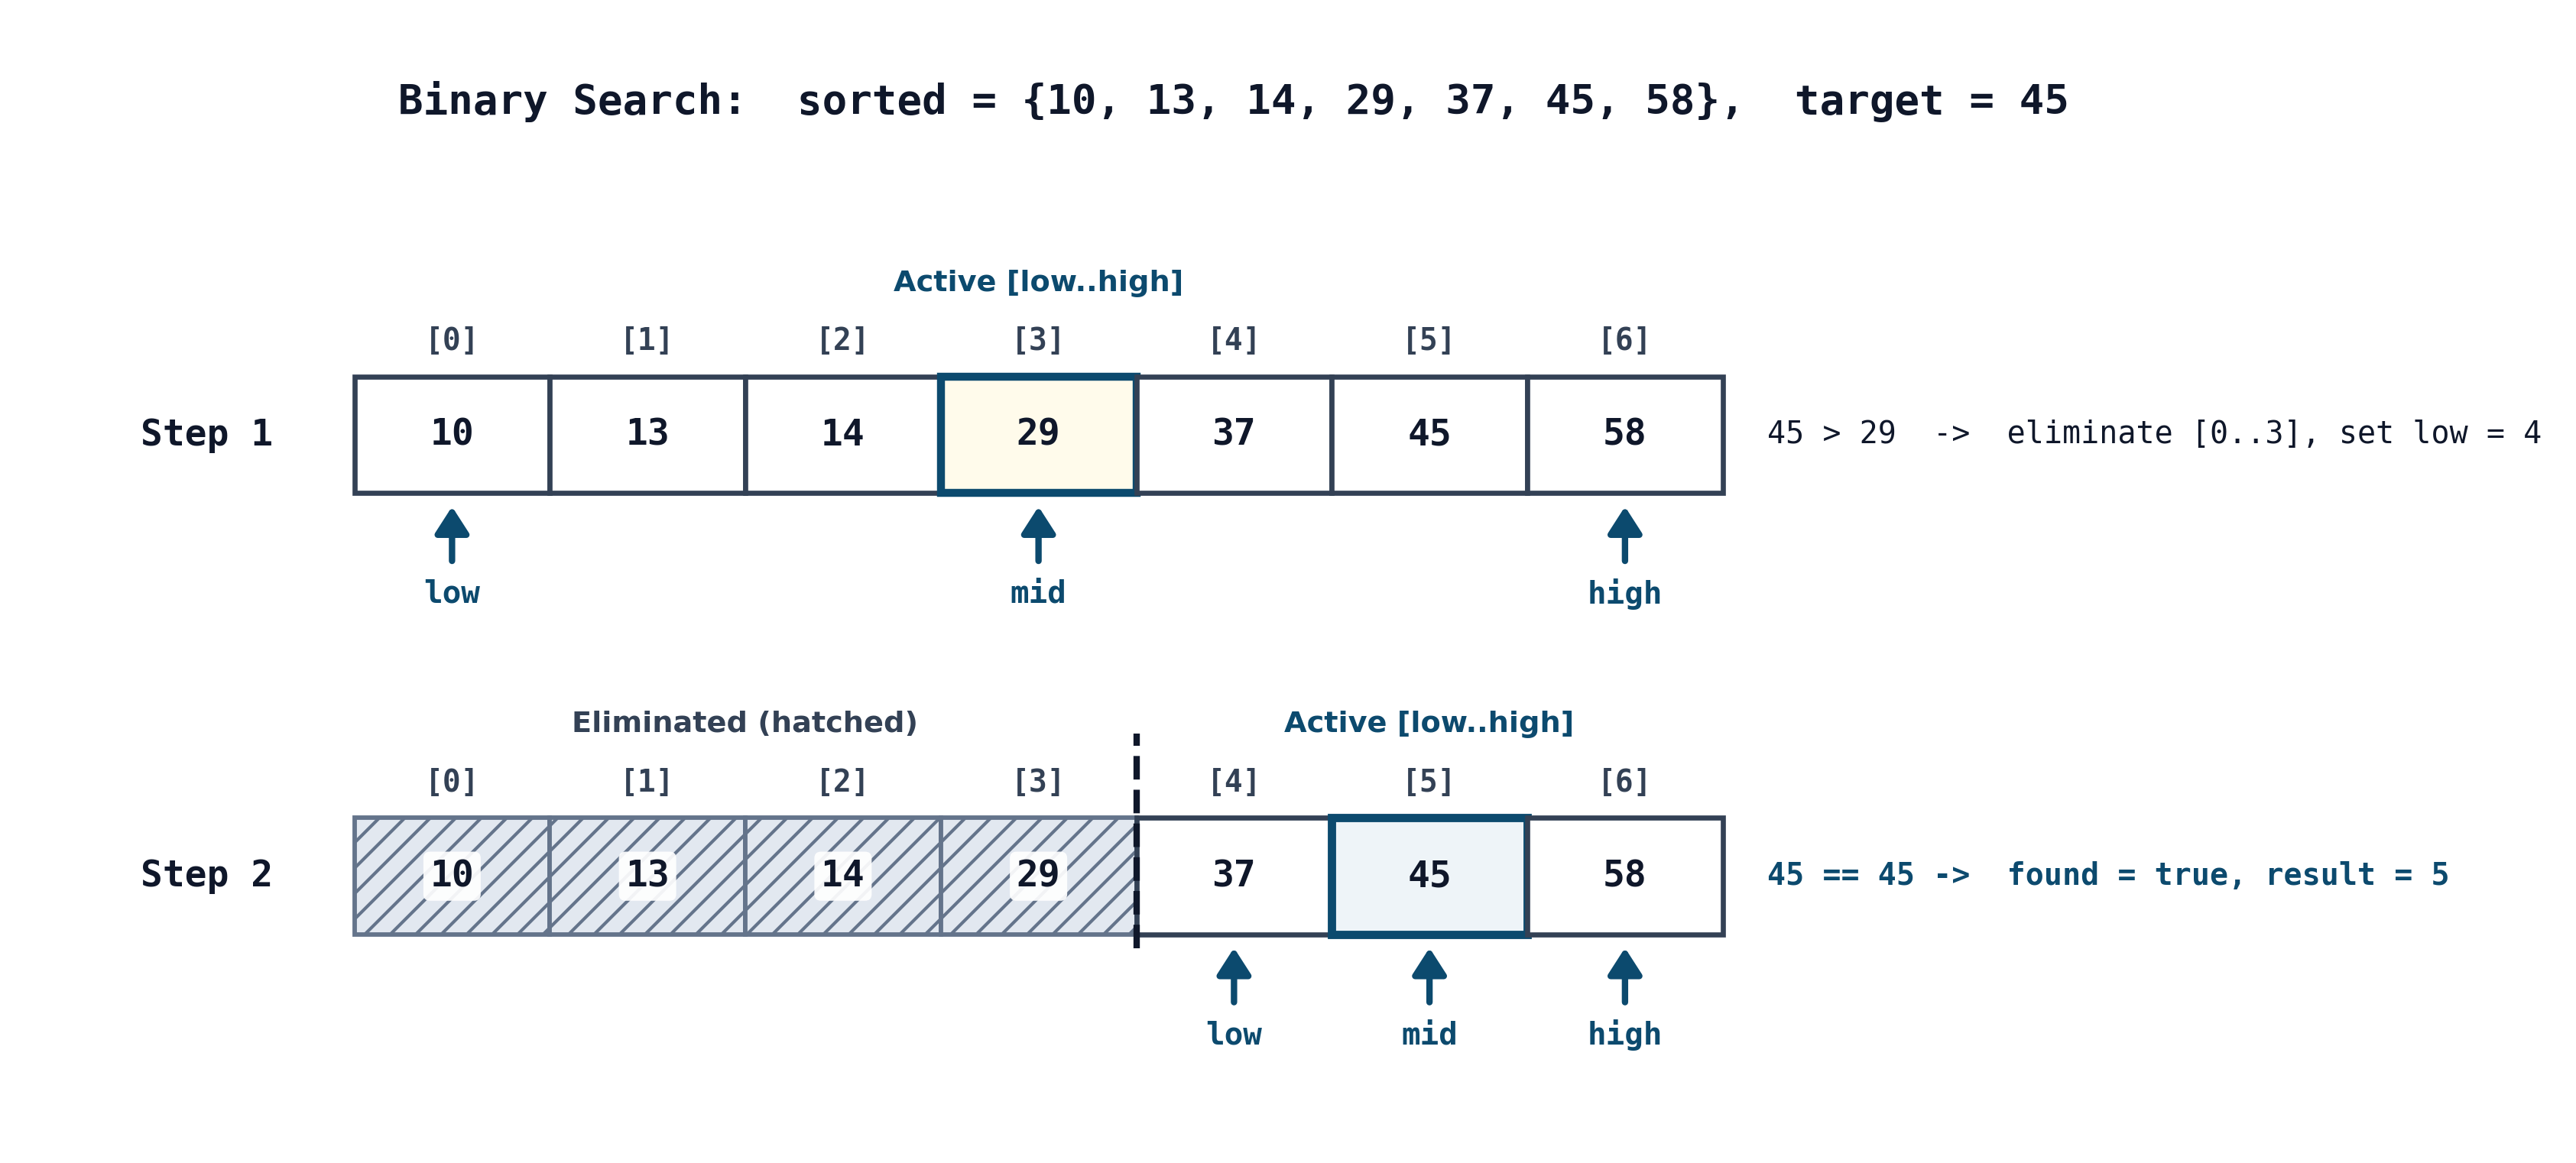 Binary Search:  sorted = {10, 13, 14, 29, 37, 45, 58},  target = 45
Active [low..high]
[0] [1] [2] [3] [4] [5] [6]
Step 1 10 13 14 29 37 45 58 45 > 29  ->  eliminate [0..3], set low = 4
low mid high
Eliminated (hatched) Active [low..high]
[0] [1] [2] [3] [4] [5] [6]
Step 2 10 13 14 29 37 45 58 45 == 45 ->  found = true, result = 5
low mid high